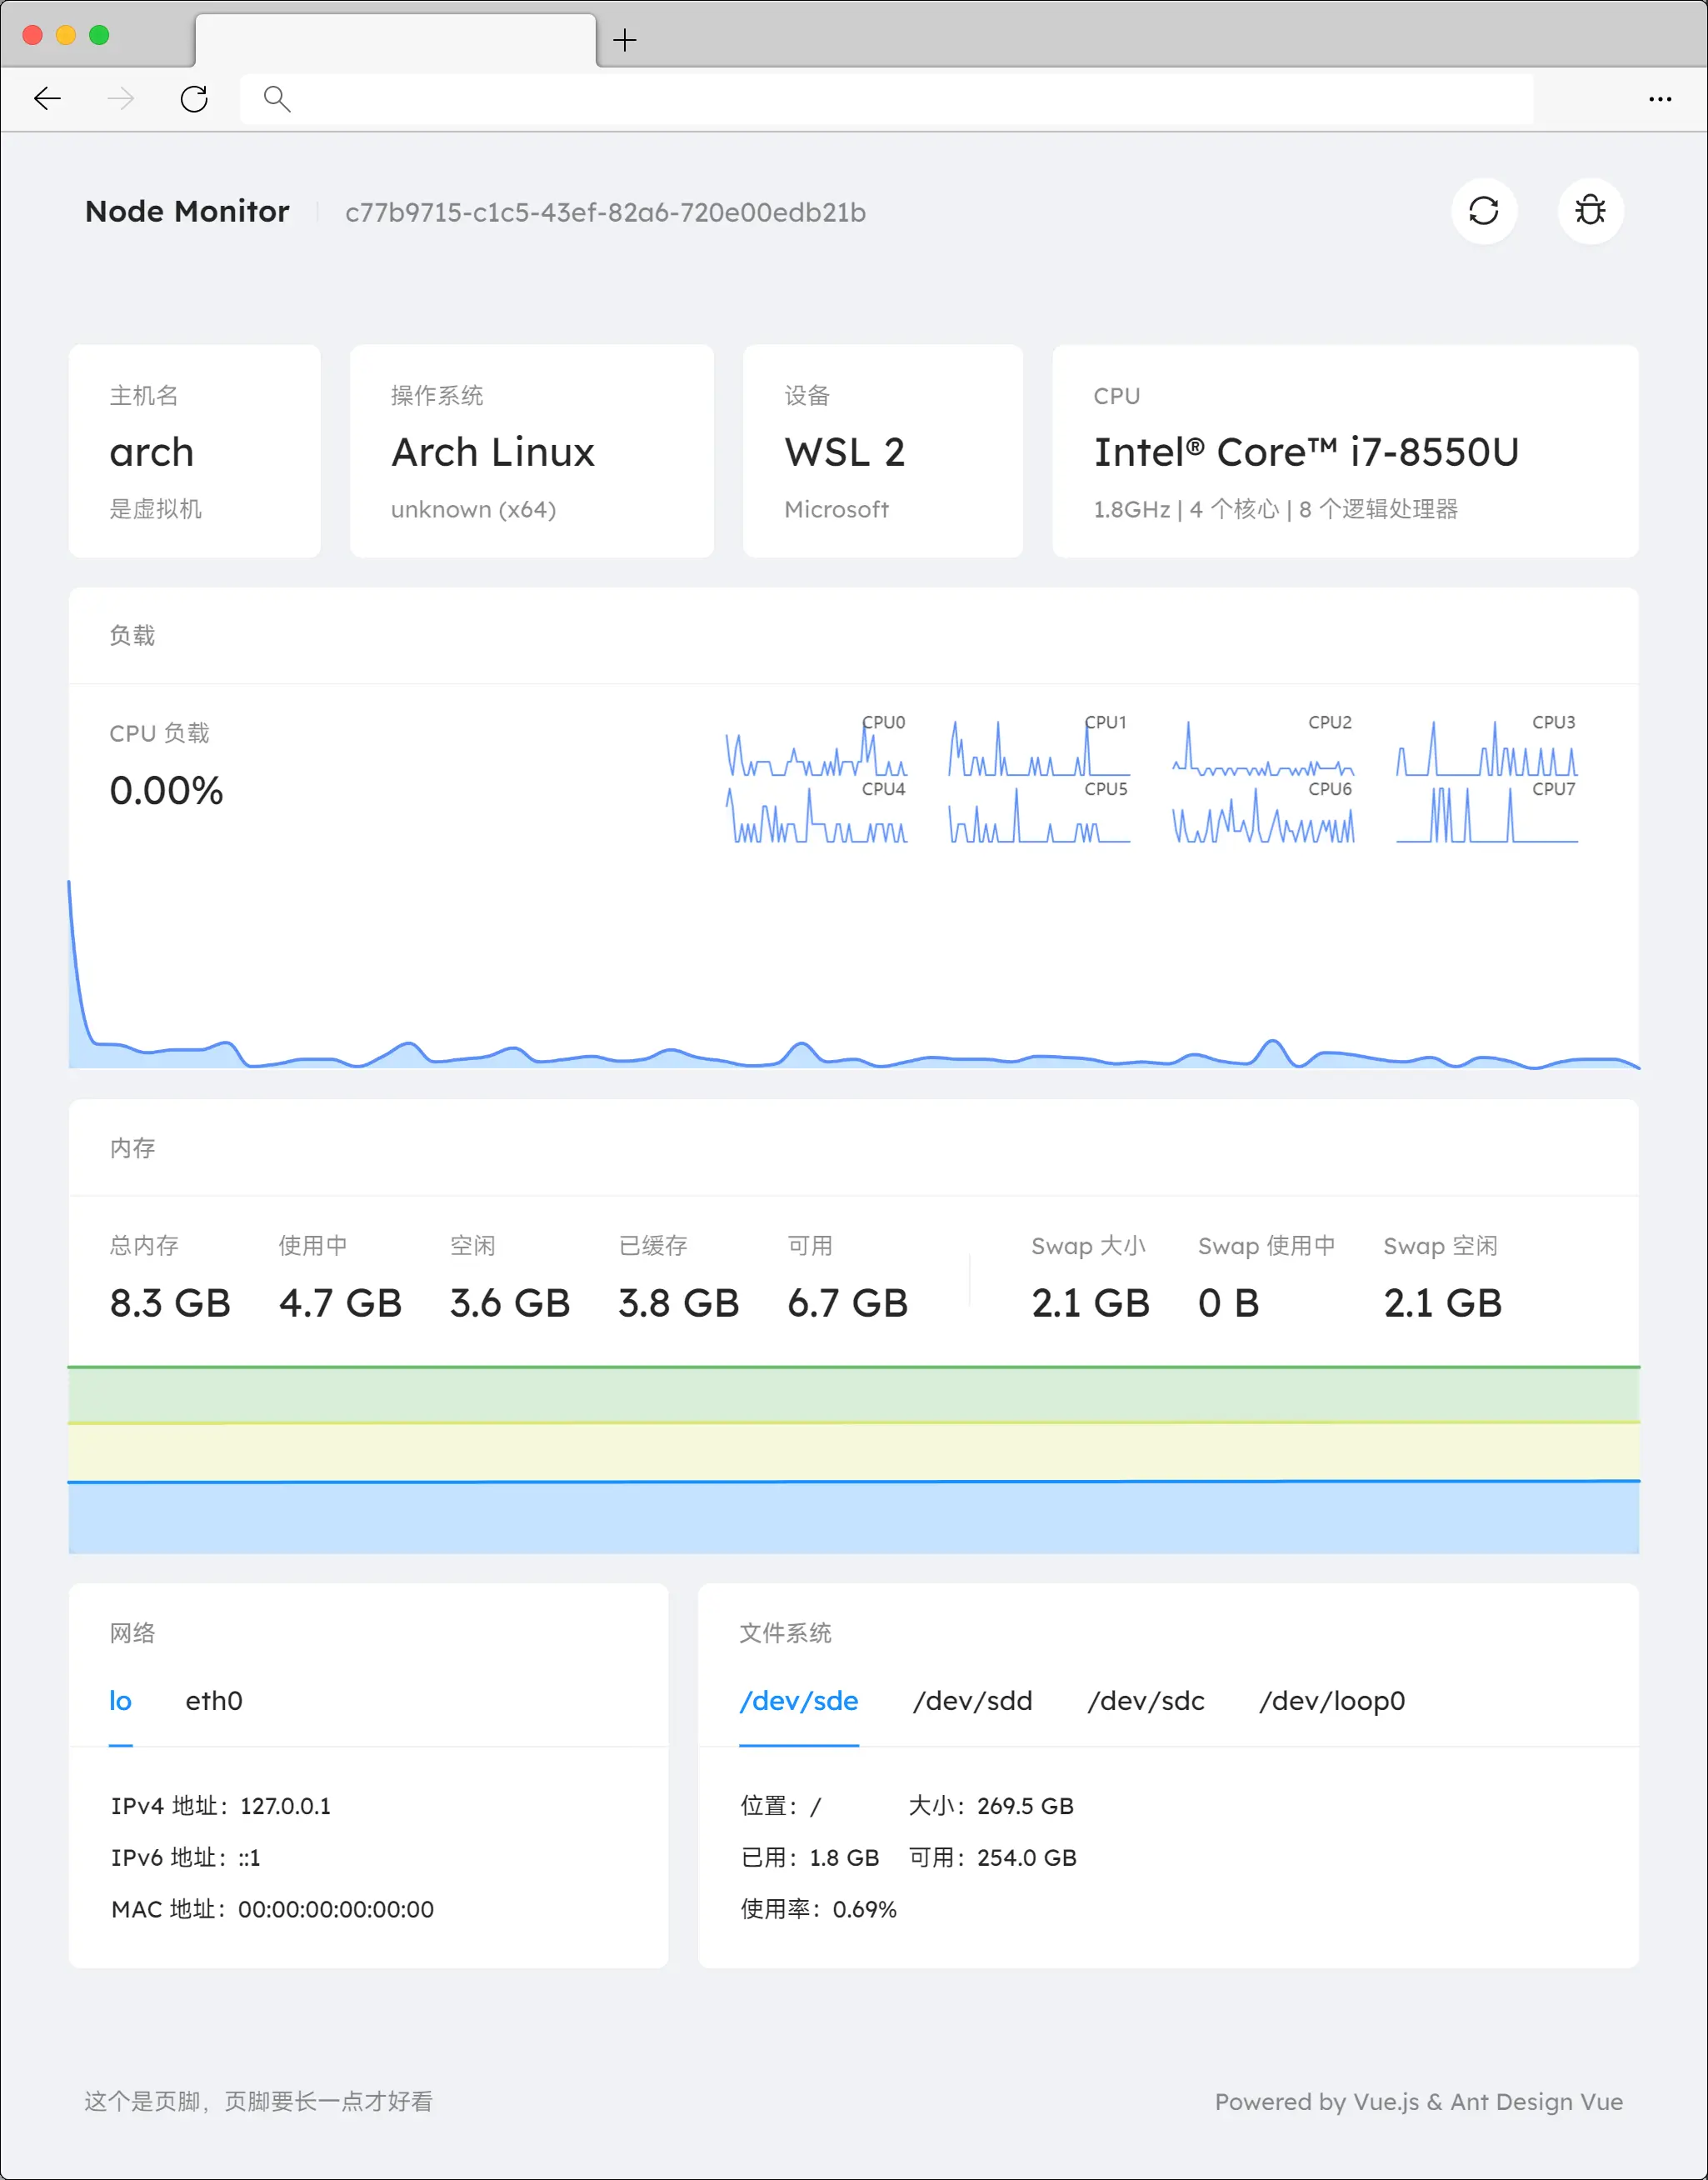 Node Monitor
c77b9715-c1c5-43ef-82a6-720e00edb21b
主机名
arch
是虚拟机
操作系统
Arch Linux
unknown (x64)
设备
WSL 2
Microsoft
CPU
Intel® Core™ i7-8550U
1.8GHz | 4 个核心 | 8 个逻辑处理器
负载
CPU 负载
0.00%
CPU0
CPU1
CPU2
CPU3
CPU4
CPU5
CPU6
CPU7
内存
总内存
8.3 GB
使用中
4.7 GB
空闲
3.6 GB
已缓存
3.8 GB
可用
6.7 GB
Swap 大小
2.1 GB
Swap 使用中
0 B
Swap 空闲
2.1 GB
网络
lo
eth0
IPv4 地址：127.0.0.1
IPv6 地址：::1
MAC 地址：00:00:00:00:00:00
文件系统
/dev/sde
/dev/sdd
/dev/sdc
/dev/loop0
位置：/
大小：269.5 GB
已用：1.8 GB
可用：254.0 GB
使用率：0.69%
这个是页脚，页脚要长一点才好看
Powered by Vue.js & Ant Design Vue